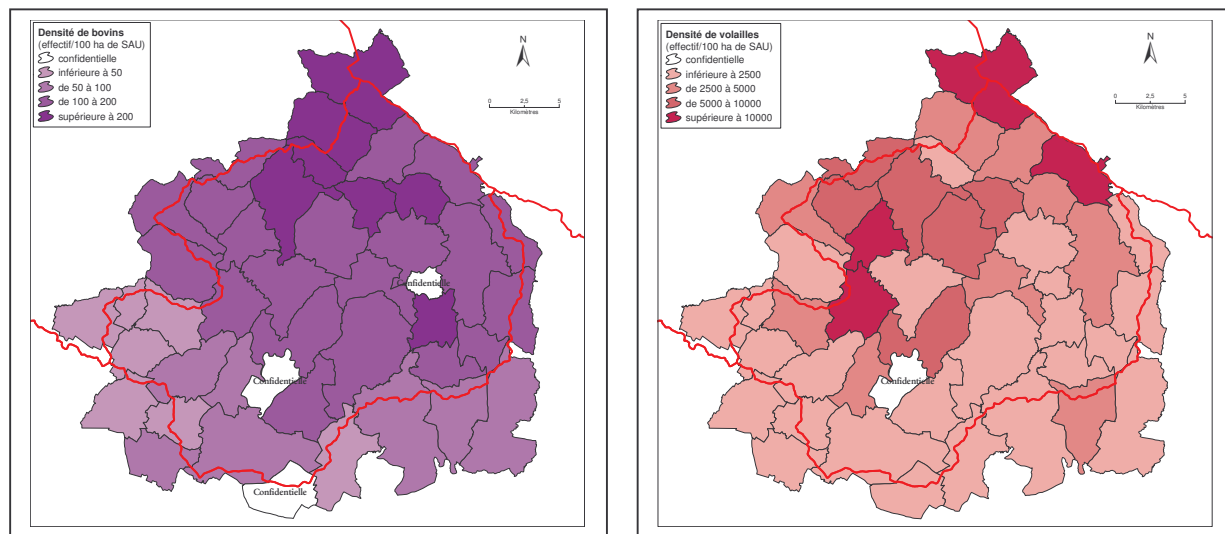 Densité de bovins
(effectif/100 ha de SAU)
confidentielle
inférieure à 50
de 50 à 100
de 100 à 200
supérieure à 200
N
0 2,5 5
Kilomètres
Confidentielle
Confidentielle
Confidentielle
Densité de volailles
(effectif/100 ha de SAU)
confidentielle
inférieure à 2500
de 2500 à 5000
de 5000 à 10000
supérieure à 10000
N
0 2,5 5
Kilomètres
Confidentielle